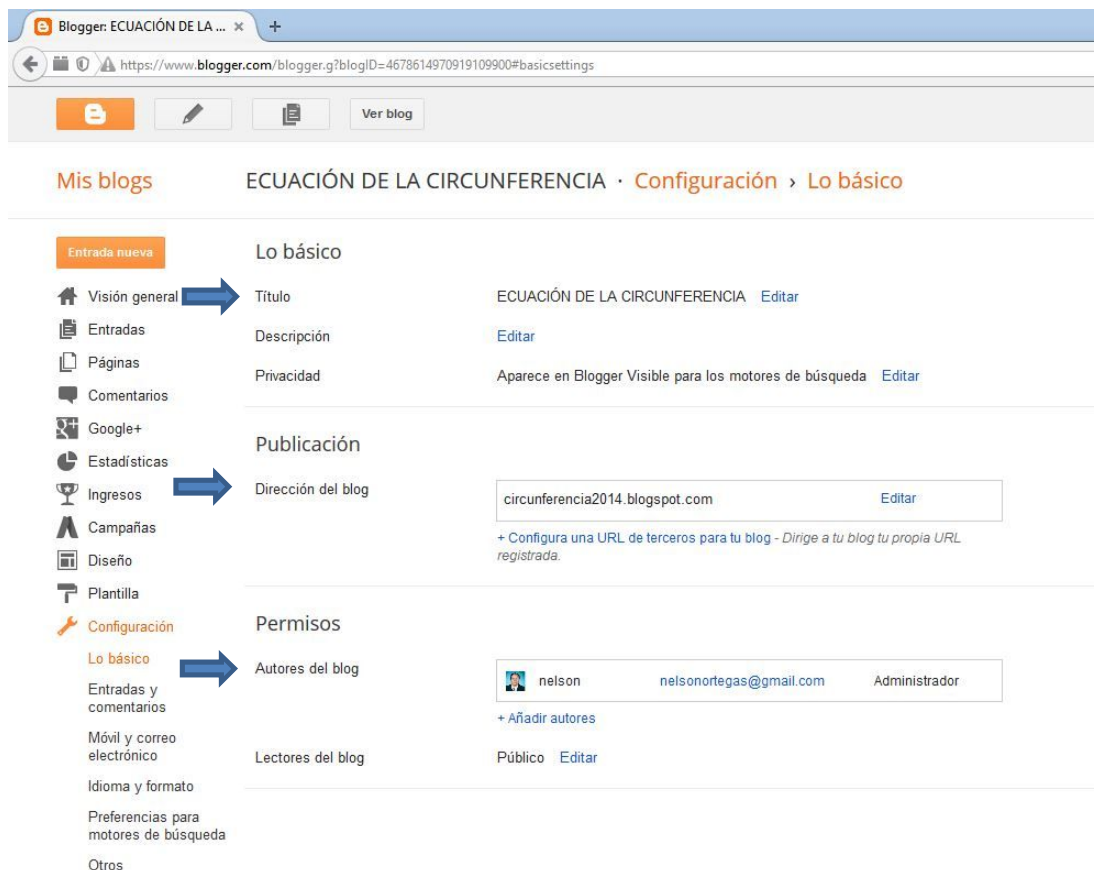 Blogger: ECUACIÓN DE LA ...
https://www.blogger.com/blogger.g?blogID=4678614970919109900#basicsettings
Ver blog
Mis blogs
ECUACIÓN DE LA CIRCUNFERENCIA · Configuración › Lo básico
Entrada nueva
Visión general
Entradas
Páginas
Comentarios
Google+
Estadísticas
Ingresos
Campañas
Diseño
Plantilla
Configuración
Lo básico
Entradas y
comentarios
Móvil y correo
electrónico
Idioma y formato
Preferencias para
motores de búsqueda
Otros
Lo básico
Título ECUACIÓN DE LA CIRCUNFERENCIA Editar
Descripción Editar
Privacidad Aparece en Blogger Visible para los motores de búsqueda Editar
Publicación
Dirección del blog circunferencia2014.blogspot.com Editar
+ Configura una URL de terceros para tu blog - Dirige a tu blog tu propia URL
registrada.
Permisos
Autores del blog nelson nelsonortegas@gmail.com Administrador
+ Añadir autores
Lectores del blog Público Editar